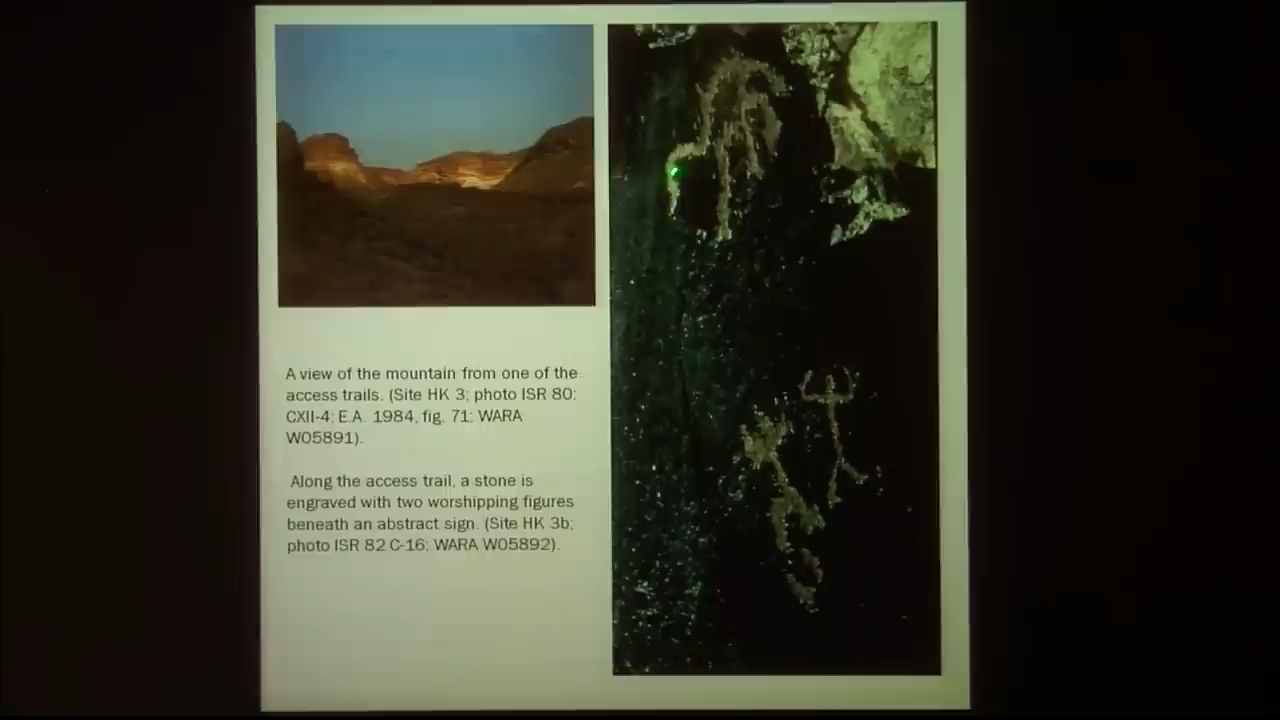 A view of the mountain from one of the
access trails. (Site HK 3; photo ISR 80:
CXII-4; E.A. 1984, fig. 71; WARA
W05891).
Along the access trail, a stone is
engraved with two worshipping figures
beneath an abstract sign. (Site HK 3b;
photo ISR 82 C-16; WARA W05892).